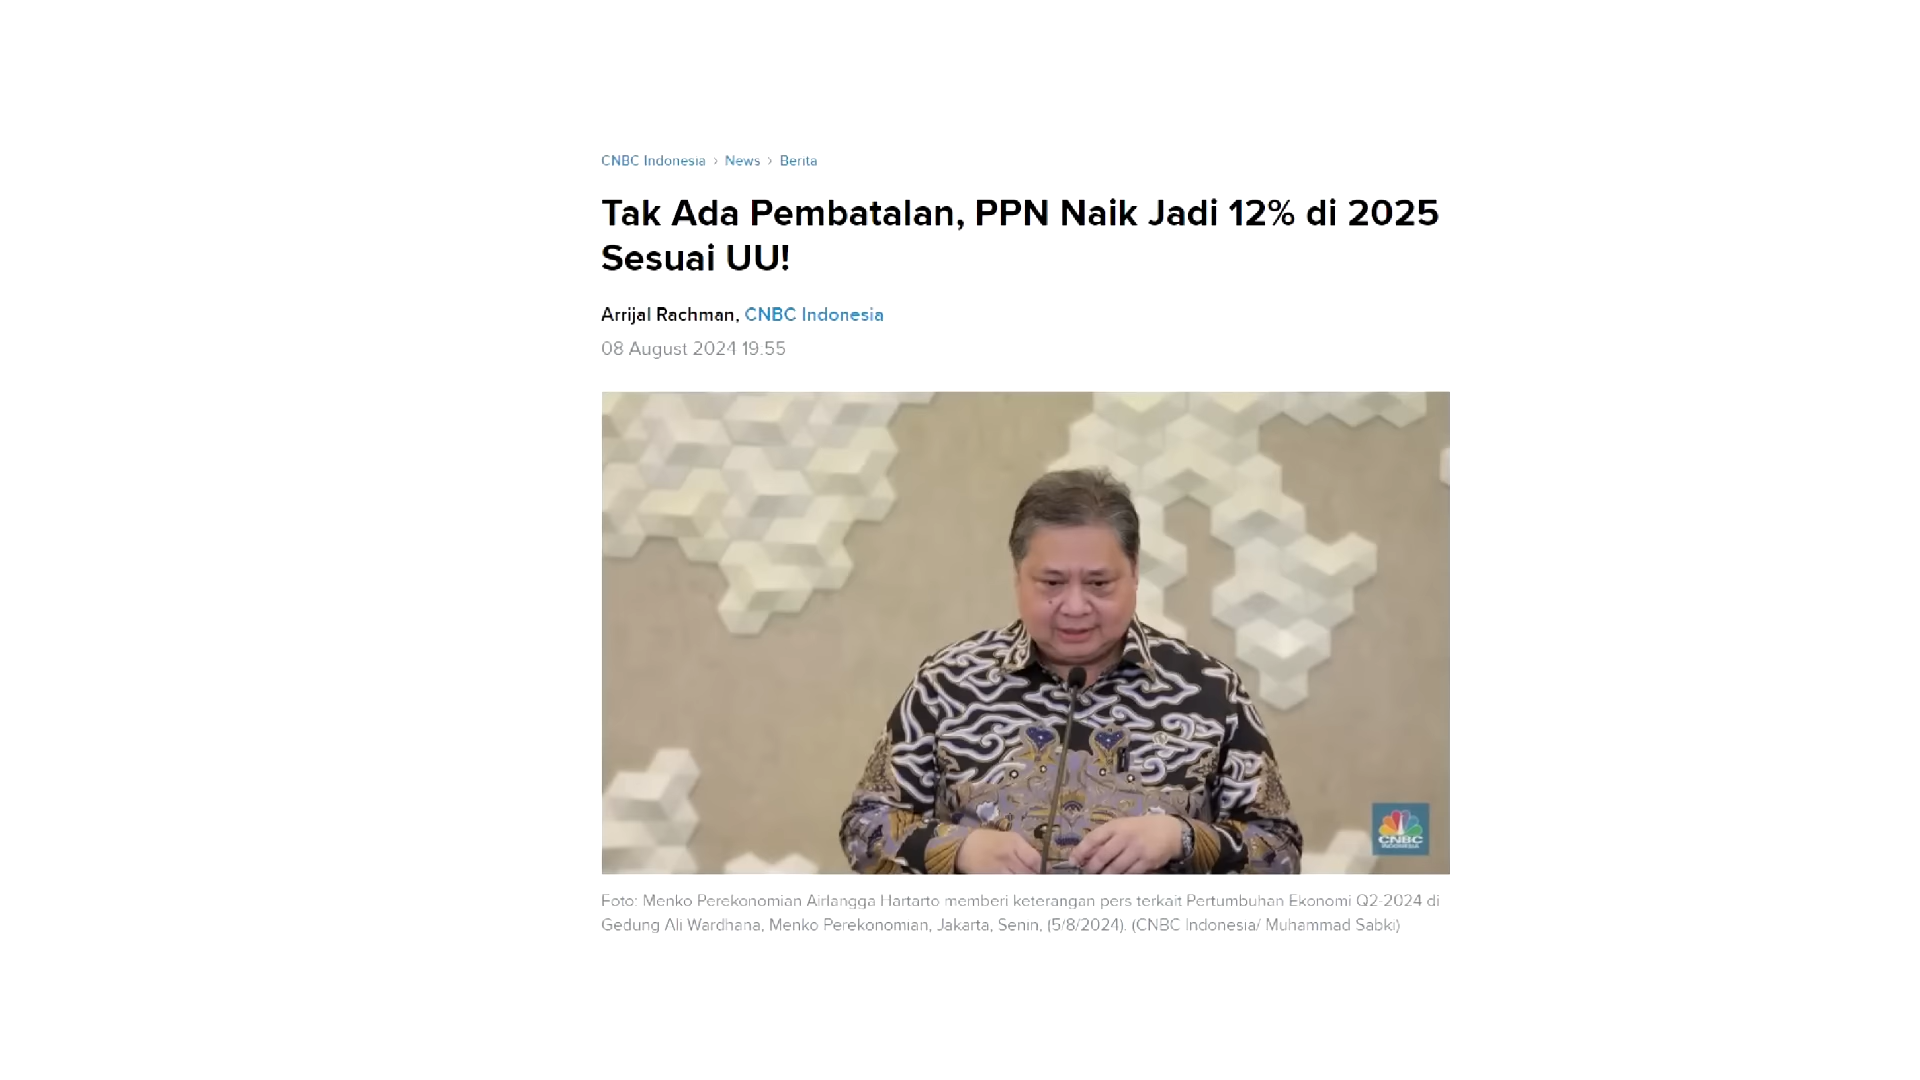 CNBC Indonesia › News › Berita
Tak Ada Pembatalan, PPN Naik Jadi 12% di 2025
Sesuai UU!
Arrijal Rachman, CNBC Indonesia
08 August 2024 19:55
CNBC
INDONESIA
Foto: Menko Perekonomian Airlangga Hartarto memberi keterangan pers terkait Pertumbuhan Ekonomi Q2-2024 di
Gedung Ali Wardhana, Menko Perekonomian, Jakarta, Senin, (5/8/2024). (CNBC Indonesia/ Muhammad Sabki)